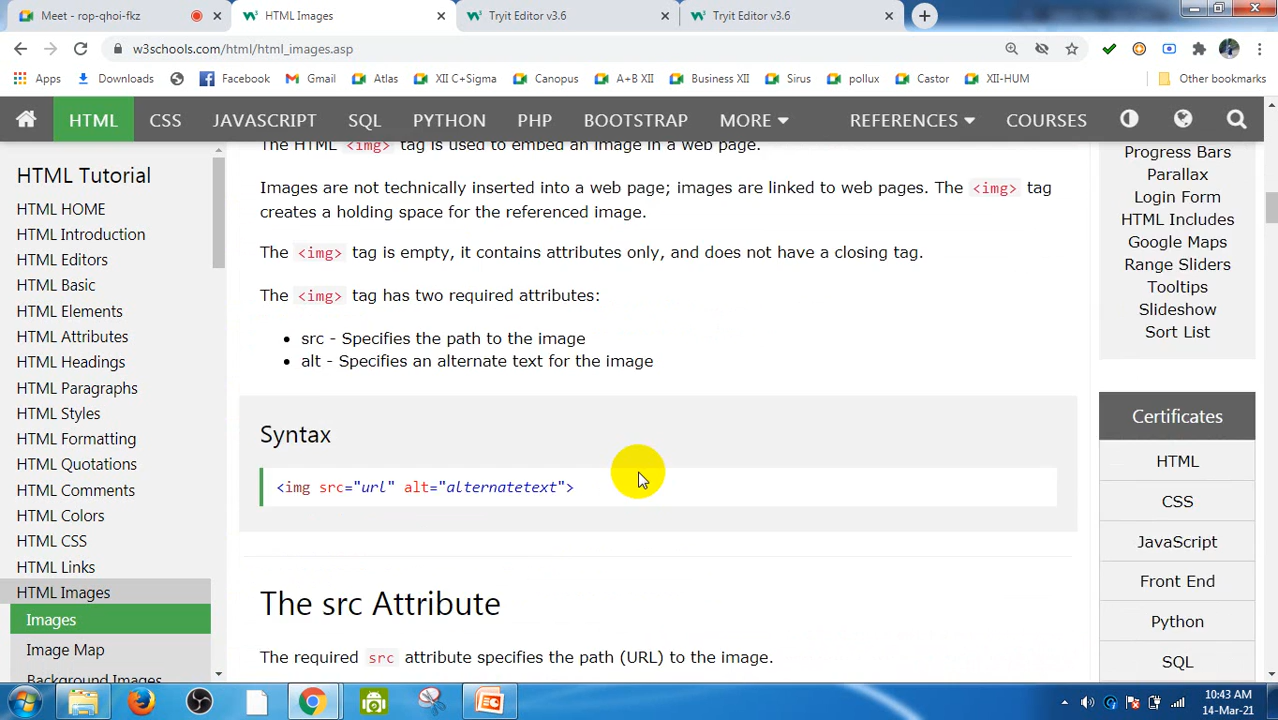 Meet - rop-qhoi-fkz
HTML Images
Tryit Editor v3.6
Tryit Editor v3.6
w3schools.com/html/html_images.asp
Apps
Downloads
Facebook
Gmail
Atlas
XII C+Sigma
Canopus
A+B XII
Business XII
Sirus
pollux
Castor
XII-HUM
Other bookmarks
HTML
CSS
JAVASCRIPT
SQL
PYTHON
PHP
BOOTSTRAP
MORE
REFERENCES
COURSES
HTML Tutorial
HTML HOME
HTML Introduction
HTML Editors
HTML Basic
HTML Elements
HTML Attributes
HTML Headings
HTML Paragraphs
HTML Styles
HTML Formatting
HTML Quotations
HTML Comments
HTML Colors
HTML CSS
HTML Links
HTML Images
Images
Image Map
Background Images
The HTML <img> tag is used to embed an image in a web page.
Images are not technically inserted into a web page; images are linked to web pages. The <img> tag
creates a holding space for the referenced image.
The <img> tag is empty, it contains attributes only, and does not have a closing tag.
The <img> tag has two required attributes:
• src - Specifies the path to the image
• alt - Specifies an alternate text for the image
Syntax
<img src="url" alt="alternatetext">
The src Attribute
The required src attribute specifies the path (URL) to the image.
Progress Bars
Parallax
Login Form
HTML Includes
Google Maps
Range Sliders
Tooltips
Slideshow
Sort List
Certificates
HTML
CSS
JavaScript
Front End
Python
SQL
10:43 AM
14-Mar-21